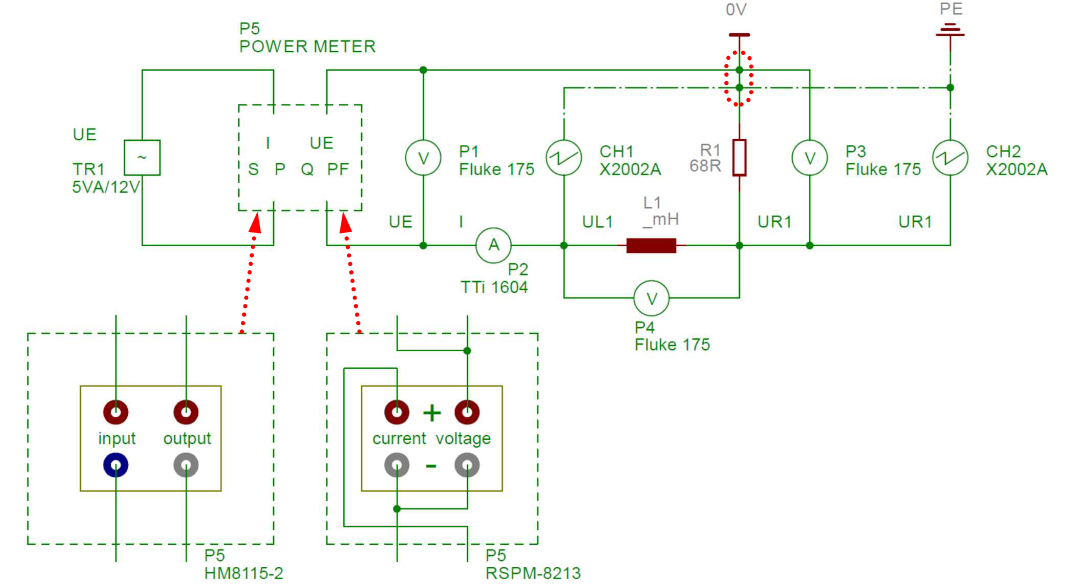 0V
PE
P5
POWER METER
UE
TR1
5VA/12V
~
I
UE
S P Q PF
V
P1
Fluke 175
CH1
X2002A
R1
68R
V
P3
Fluke 175
CH2
X2002A
UE
I
A
P2
TTi 1604
UL1
L1
_mH
UR1
UR1
V
P4
Fluke 175
input
output
P5
HM8115-2
+
current
voltage
-
P5
RSPM-8213